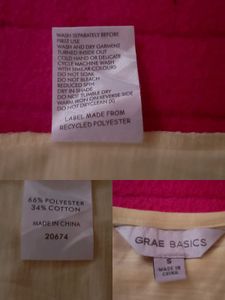 WASH SEPARATELY BEFORE
FIRST USE
WASH AND DRY GARMENT
TURNED INSIDE OUT
COLD HAND OR DELICATE
CYCLE MACHINE WASH
WITH SIMILAR COLOURS
DO NOT SOAK
DO NOT BLEACH
REDUCED SPIN
DRIP DRY IN SHADE
DO NOT TUMBLE DRY
WARM IRON ON REVERSE SIDE
DO NOT DRYCLEAN (X)
LABEL MADE FROM
RECYCLED POLYESTER
66% POLYESTER
34% COTTON
MADE IN CHINA
20674
GRAE BASICS
S
MADE IN
CHINA